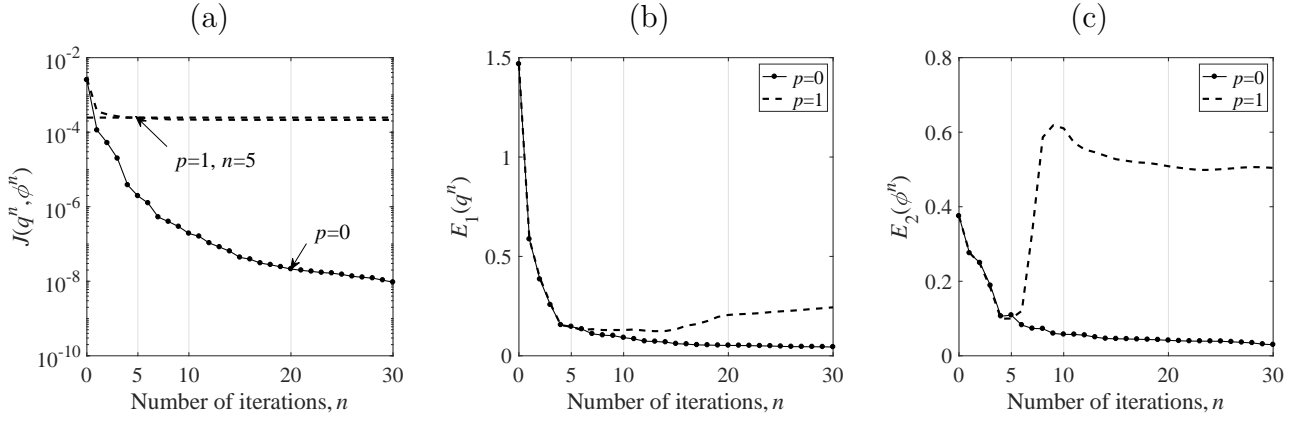 (a)
10^-2
10^-4
10^-6
10^-8
10^-10
J(q^n,ϕ^n)
p=1, n=5
p=0
0 5 10 20 30
Number of iterations, n
(b)
1.5
1
0.5
0
E_1(q^n)
p=0
p=1
0 5 10 20 30
Number of iterations, n
(c)
0.8
0.6
0.4
0.2
0
E_2(ϕ^n)
p=0
p=1
0 5 10 20 30
Number of iterations, n